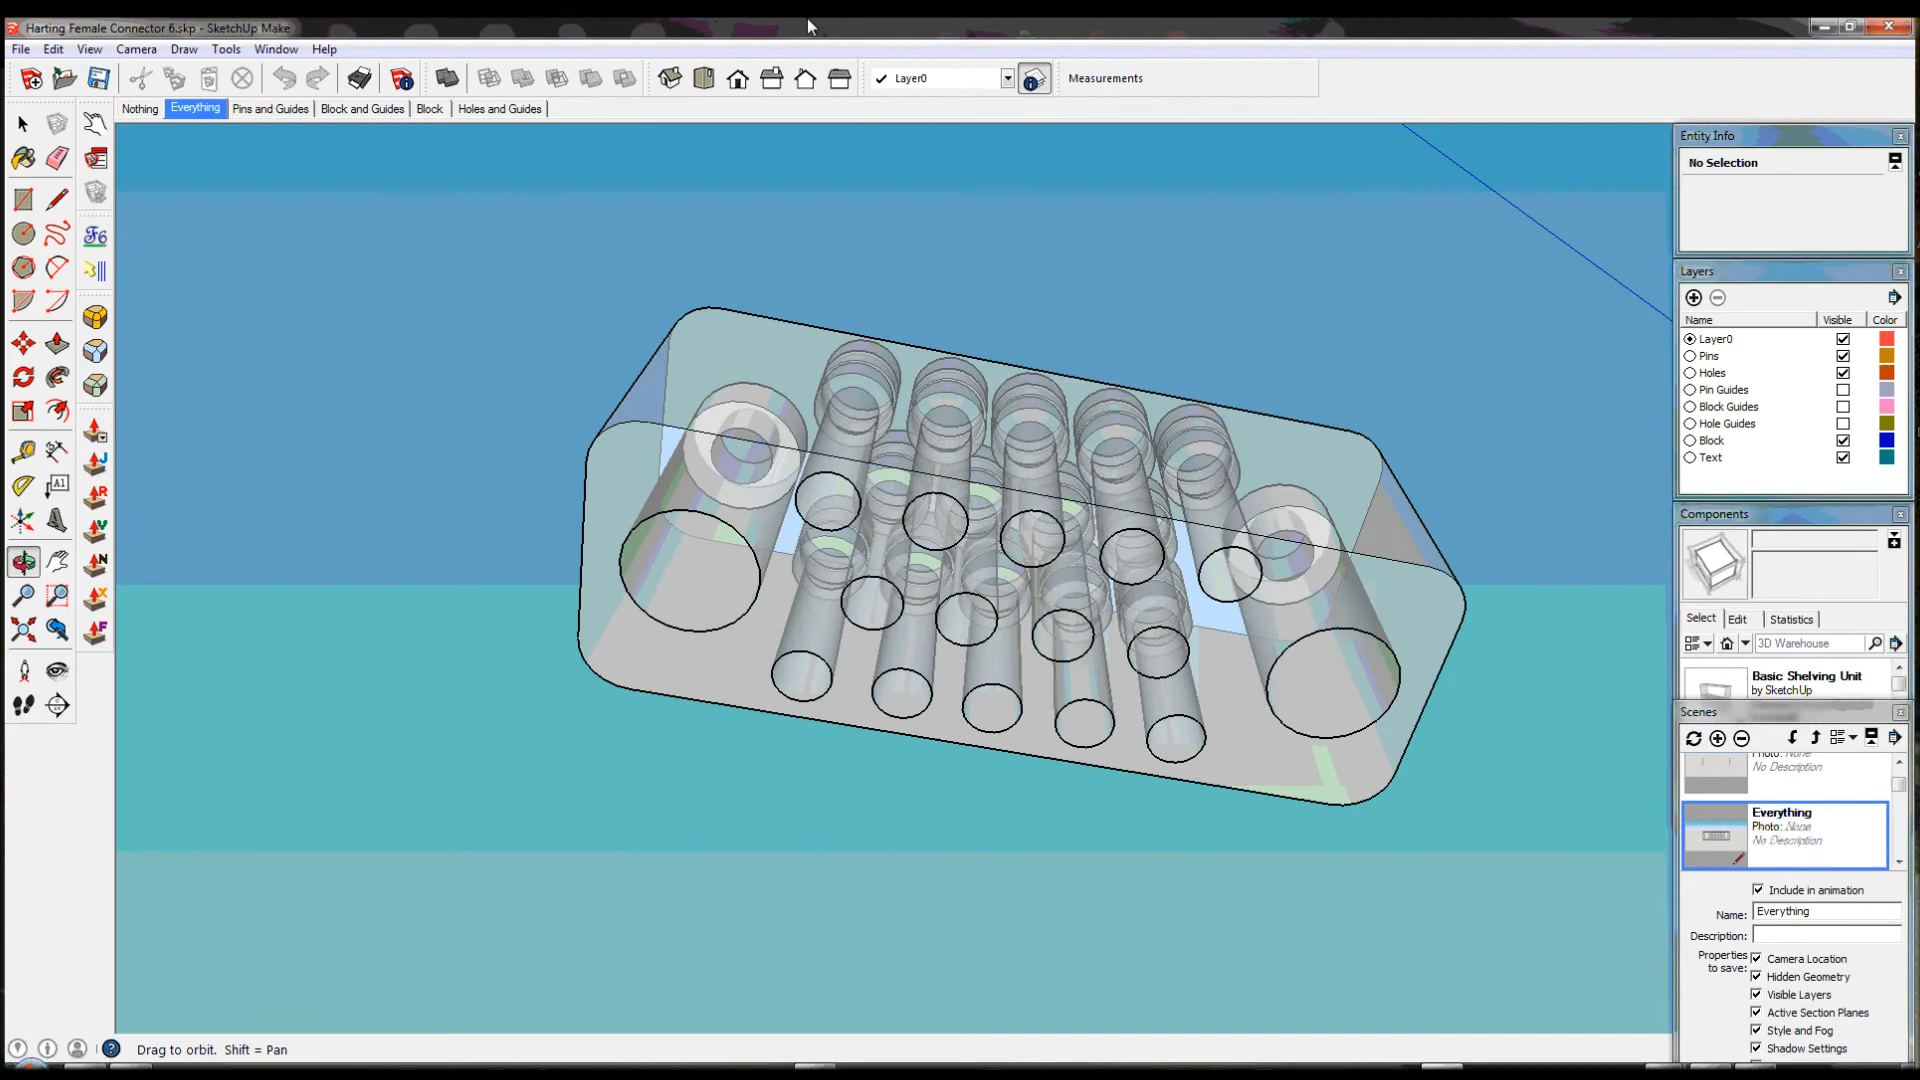 Harting Female Connector 6.skp - SketchUp Make
File Edit View Camera Draw Tools Window Help
Layer0 Measurements
Nothing Everything Pins and Guides Block and Guides Block Holes and Guides
Entity Info
No Selection
Layers
Name Visible Color
Layer0
Pins
Holes
Pin Guides
Block Guides
Hole Guides
Block
Text
Components
Select Edit Statistics
3D Warehouse
Basic Shelving Unit
by SketchUp
Scenes
Photo: None
No Description
Everything
Photo: None
No Description
Include in animation
Name: Everything
Description:
Properties to save:
Camera Location
Hidden Geometry
Visible Layers
Active Section Planes
Style and Fog
Shadow Settings
Drag to orbit. Shift = Pan